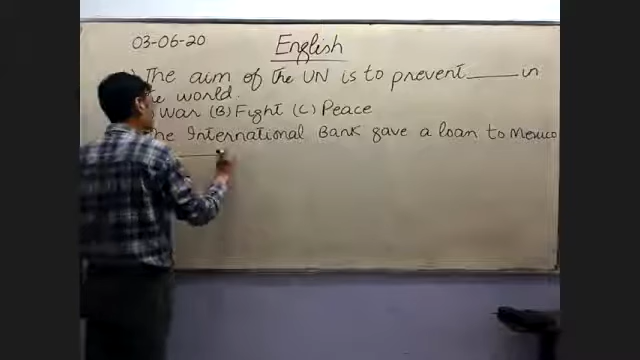 03-06-20
English
) The aim of the UN is to prevent ____ in
world.
War (B) Fight (C) Peace
The International Bank gave a loan to Mexico